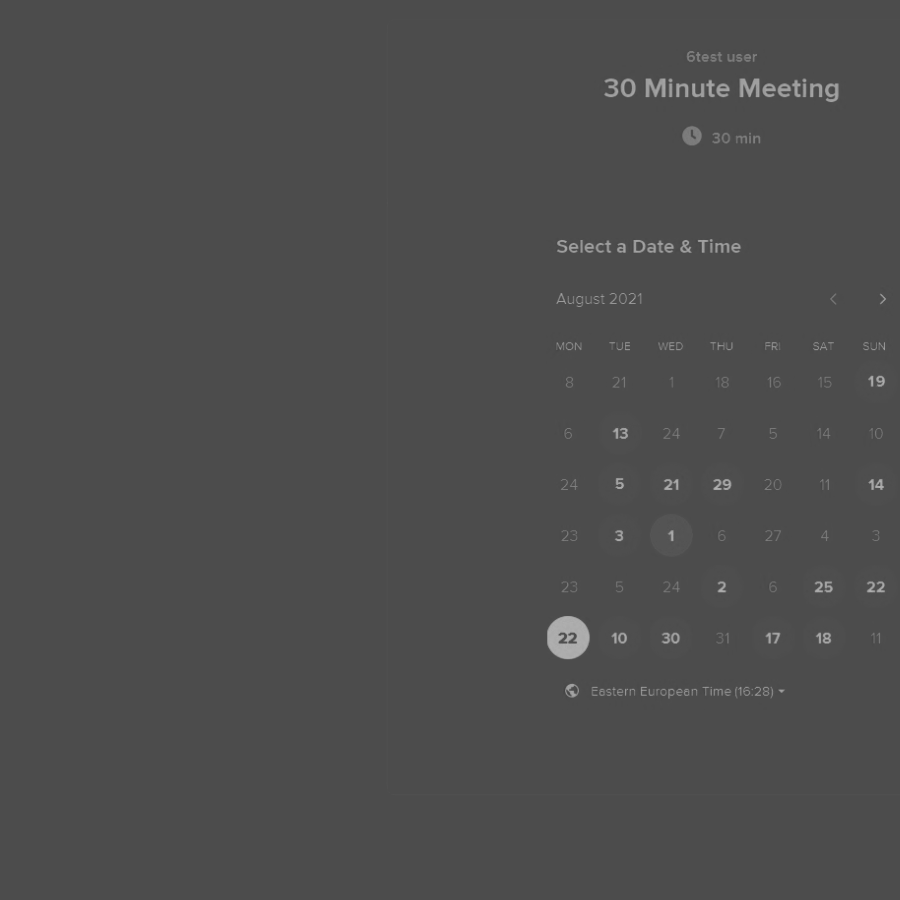 6test user
30 Minute Meeting
30 min
Select a Date & Time
August 2021
MON TUE WED THU FRI SAT SUN
8 21 1 18 16 15 19
6 13 24 7 5 14 10
24 5 21 29 20 11 14
23 3 1 6 27 4 3
23 5 24 2 6 25 22
22 10 30 31 17 18 11
Eastern European Time (16:28)